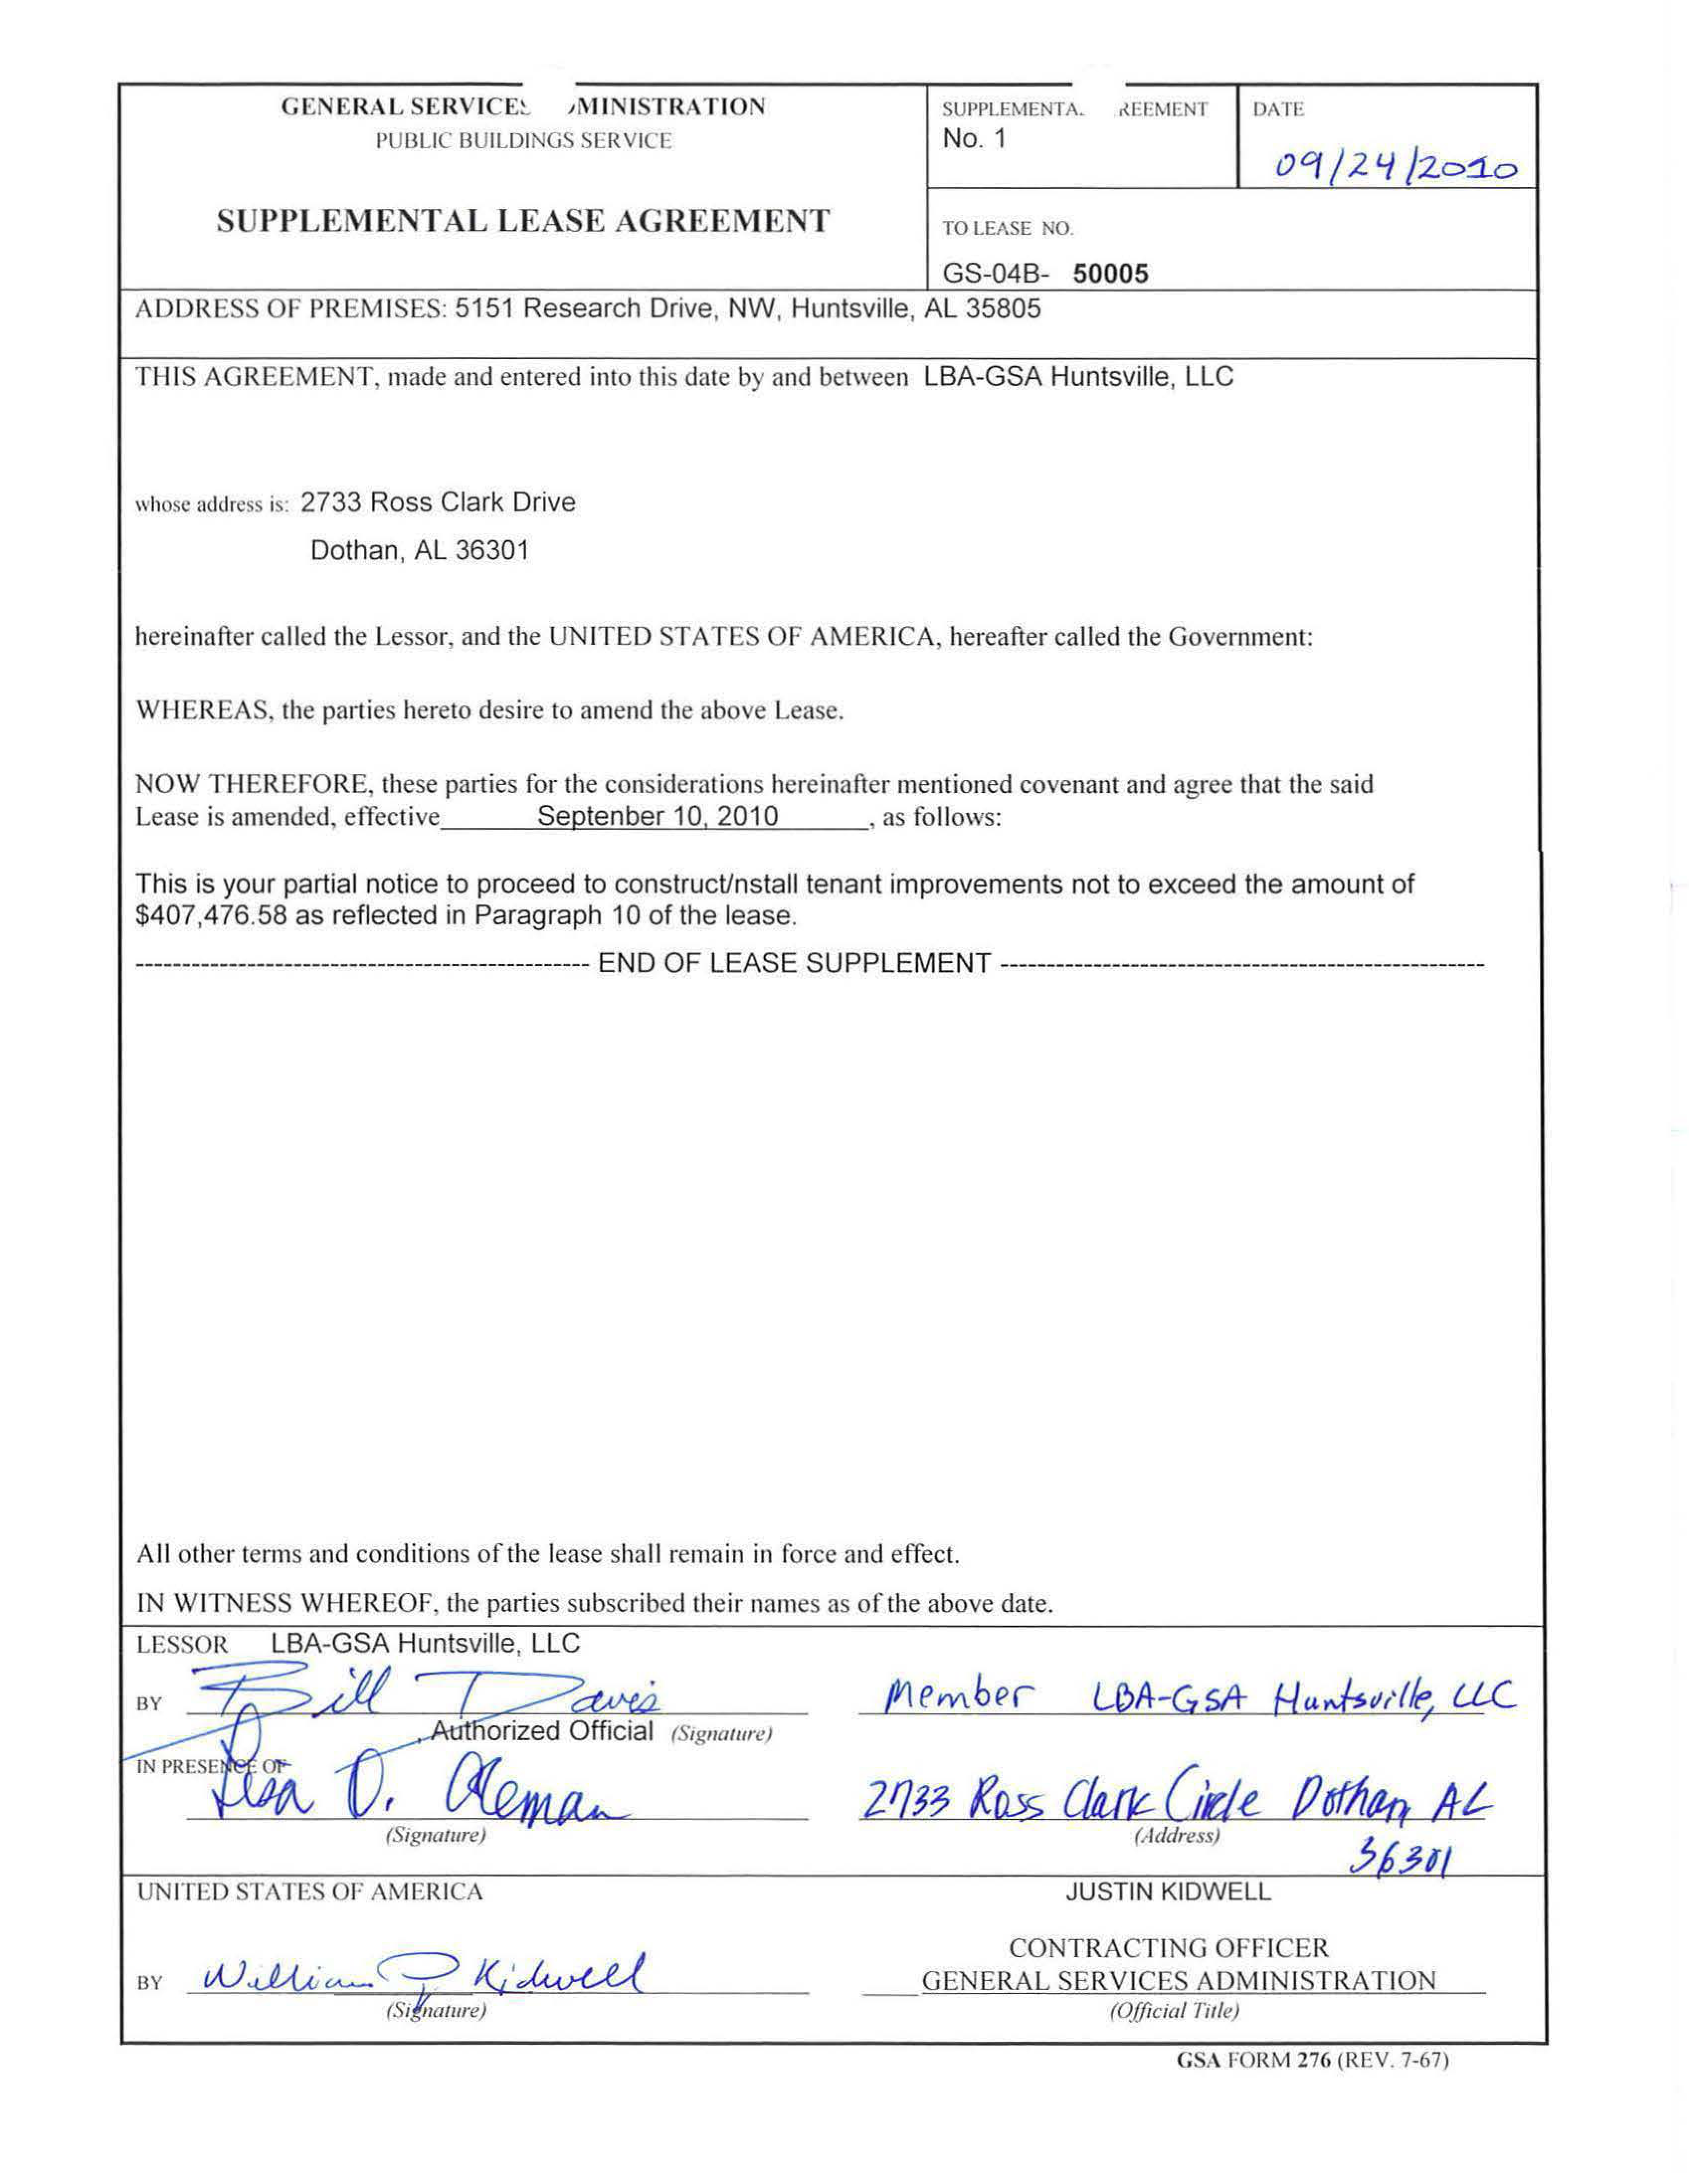 GENERAL SERVICES MINISTRATION
PUBLIC BUILDINGS SERVICE
SUPPLEMENTAL LEASE AGREEMENT
SUPPLEMENTA REEMENT
No. 1
DATE
09/24/2010
TO LEASE NO.
GS-04B- 50005
ADDRESS OF PREMISES: 5151 Research Drive, NW, Huntsville, AL 35805
THIS AGREEMENT, made and entered into this date by and between LBA-GSA Huntsville, LLC
whose address is: 2733 Ross Clark Drive
Dothan, AL 36301
hereinafter called the Lessor, and the UNITED STATES OF AMERICA, hereafter called the Government:
WHEREAS, the parties hereto desire to amend the above Lease.
NOW THEREFORE, these parties for the considerations hereinafter mentioned covenant and agree that the said
Lease is amended, effective Septenber 10, 2010, as follows:
This is your partial notice to proceed to construct/nstall tenant improvements not to exceed the amount of
$407,476.58 as reflected in Paragraph 10 of the lease.
---------------------------------------------------- END OF LEASE SUPPLEMENT ----------------------------------------------------
All other terms and conditions of the lease shall remain in force and effect.
IN WITNESS WHEREOF, the parties subscribed their names as of the above date.
LESSOR LBA-GSA Huntsville, LLC
BY Bill Davis Member LBA-GSA Huntsville, LLC
, Authorized Official (Signature)
IN PRESENCE OF
Lesa D. Aleman 2733 Ross Clark Circle Dothan, AL
(Signature) (Address)
36301
UNITED STATES OF AMERICA JUSTIN KIDWELL
CONTRACTING OFFICER
BY William J Kidwell GENERAL SERVICES ADMINISTRATION
(Signature) (Official Title)
GSA FORM 276 (REV. 7-67)